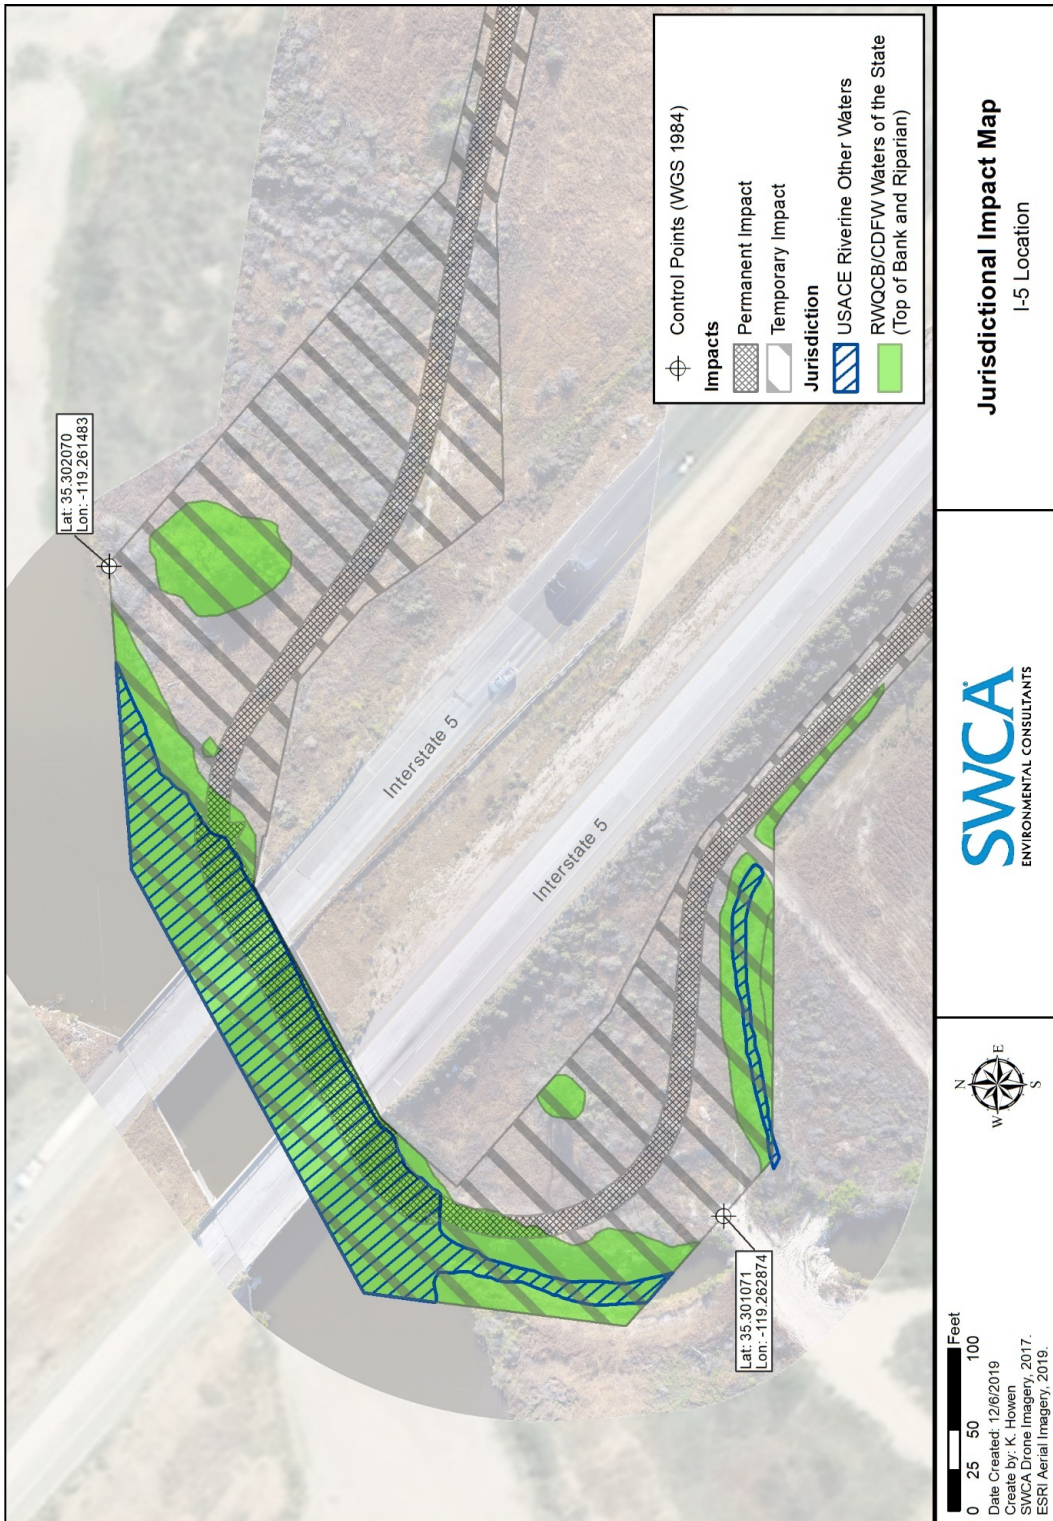 Lat: 35.302070
Lon: -119.261483
Interstate 5
Interstate 5
Lat: 35.301071
Lon: -119.262874
Control Points (WGS 1984)
Impacts
Permanent Impact
Temporary Impact
Jurisdiction
USACE Riverine Other Waters
RWQCB/CDFW Waters of the State
(Top of Bank and Riparian)
0 25 50 100
Feet
Date Created: 12/6/2019
Create by: K. Howen
SWCA Drone Imagery, 2017.
ESRI Aerial Imagery, 2019.
N
W E
S
SWCA
ENVIRONMENTAL CONSULTANTS
Jurisdictional Impact Map
I-5 Location